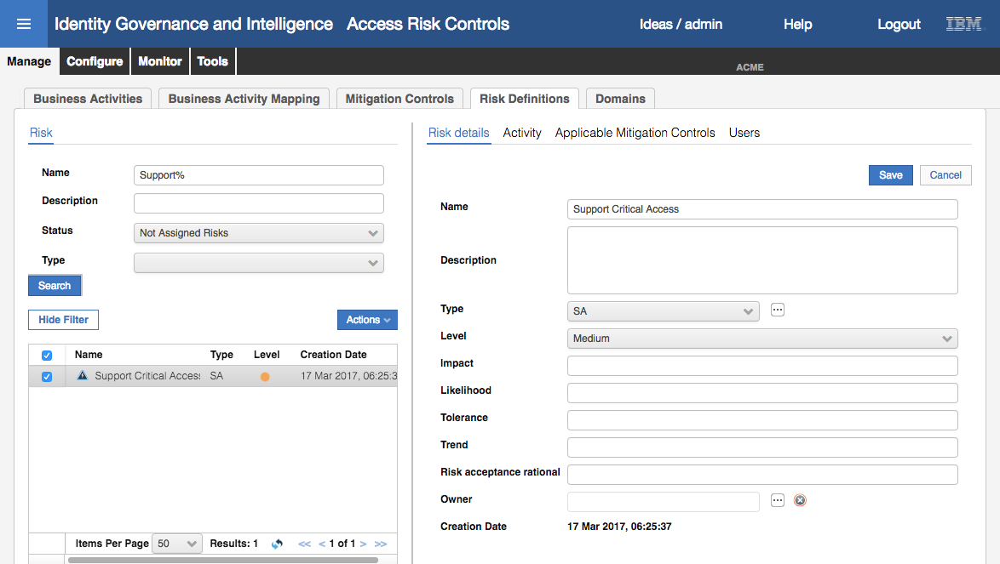 Identity Governance and Intelligence Access Risk Controls Ideas / admin Help Logout IBM
Manage Configure Monitor Tools ACME
Business Activities Business Activity Mapping Mitigation Controls Risk Definitions Domains
Risk
Name Support%
Description
Status Not Assigned Risks
Type
Search
Hide Filter Actions
Name Type Level Creation Date
Support Critical Access SA 17 Mar 2017, 06:25:3
Items Per Page 50 Results: 1 << < 1 of 1 > >>
Risk details Activity Applicable Mitigation Controls Users
Save Cancel
Name Support Critical Access
Description
Type SA ...
Level Medium
Impact
Likelihood
Tolerance
Trend
Risk acceptance rational
Owner ...
Creation Date 17 Mar 2017, 06:25:37